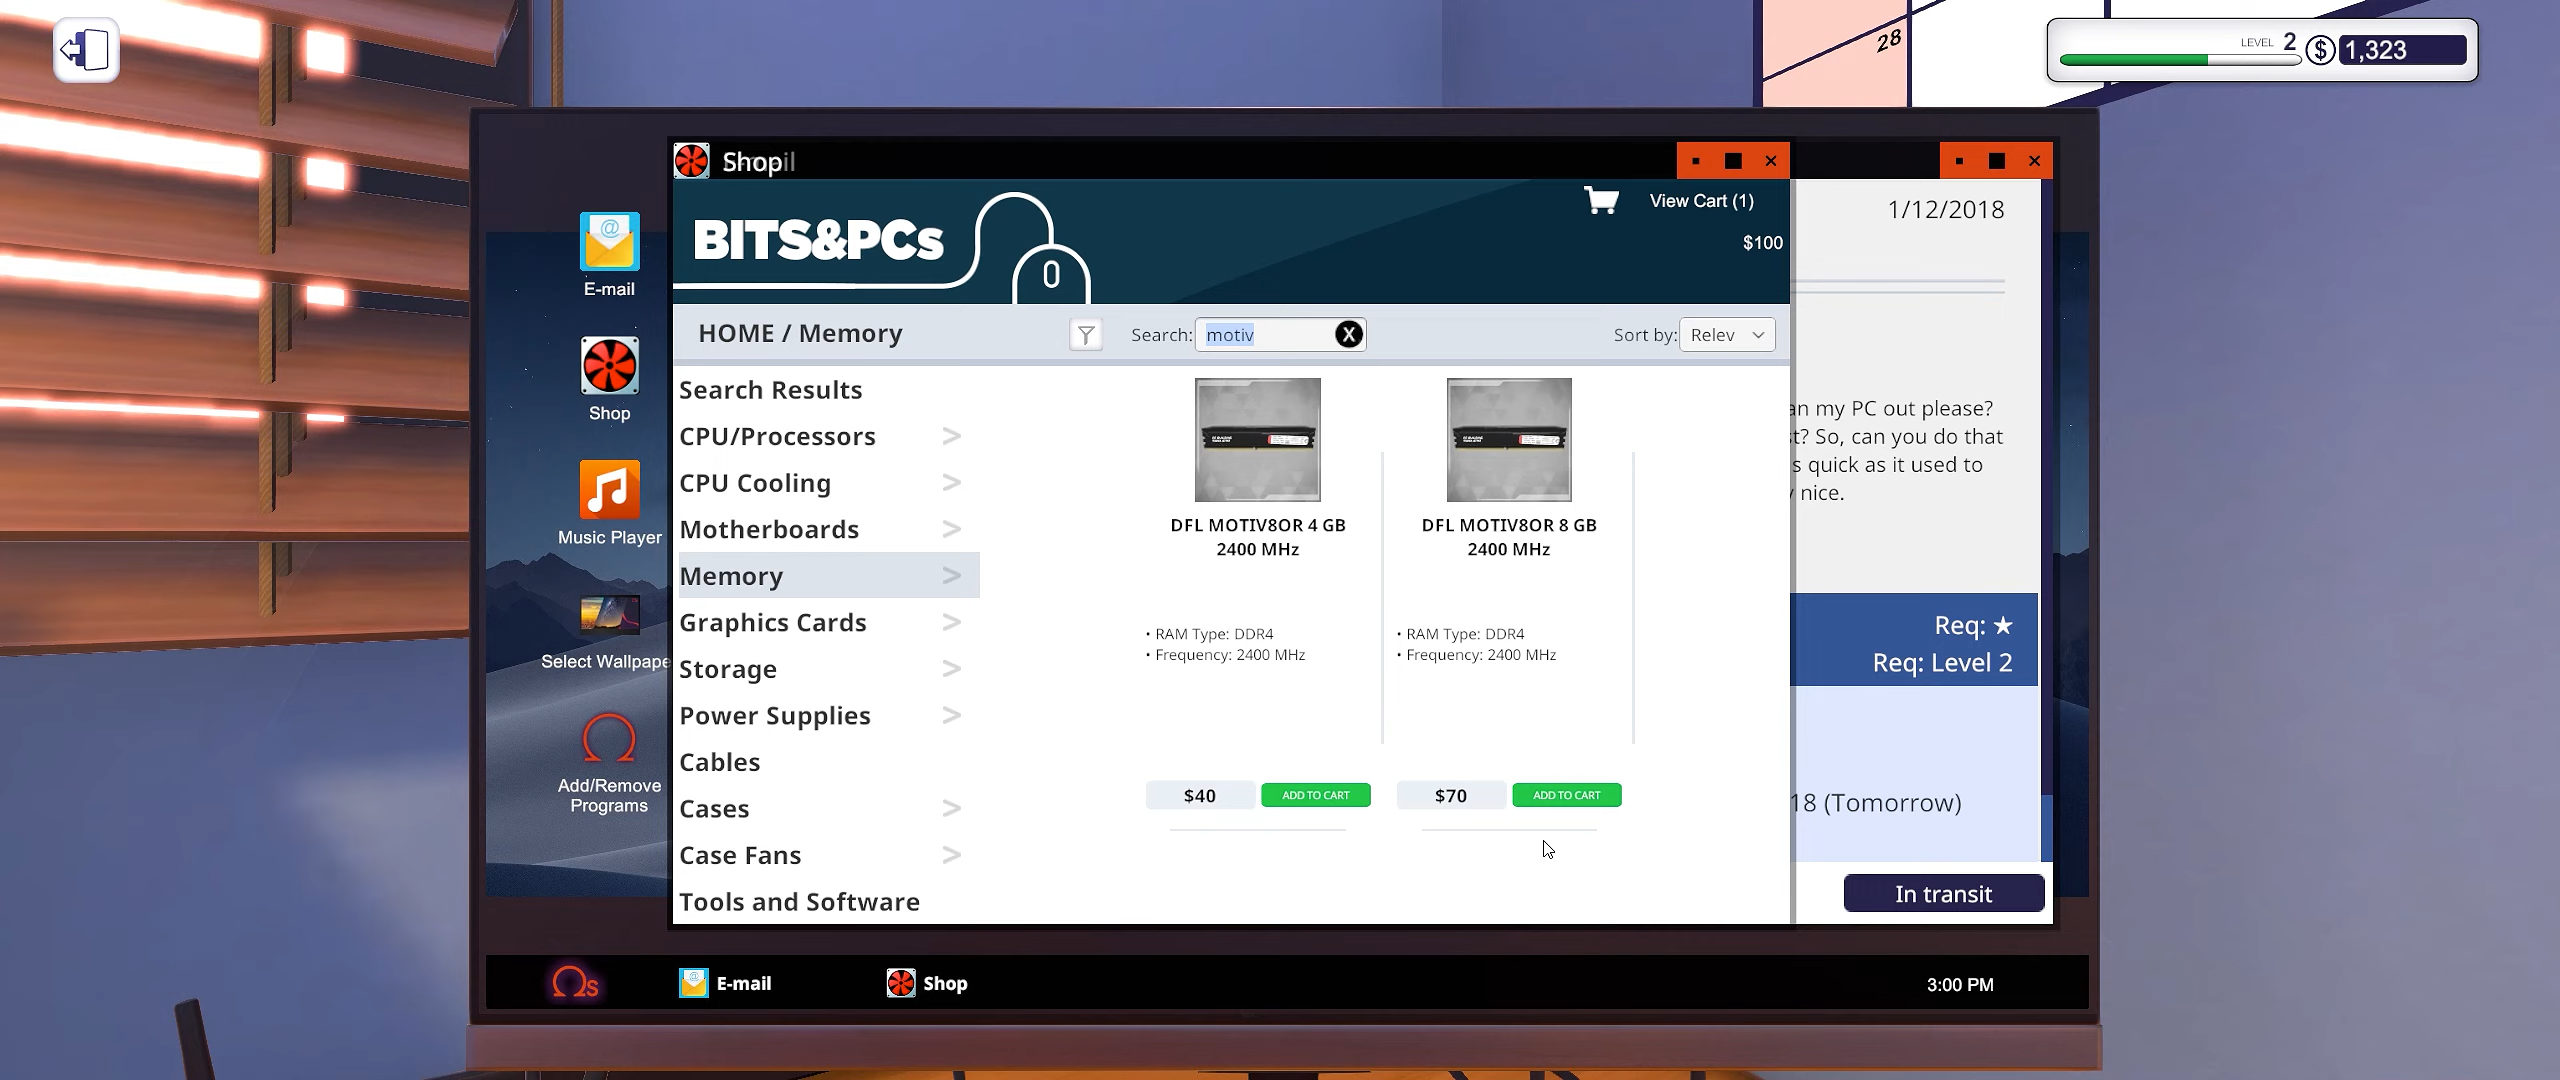 28
LEVEL 2
$ 1,323
Shop
1/12/2018
View Cart (1)
BITS&PCs
$100
HOME / Memory
Search:
motiv
X
Sort by:
Relev
E-mail
Shop
Music Player
Select Wallpape
Add/Remove
Programs
Search Results
CPU/Processors >
CPU Cooling >
Motherboards >
Memory >
Graphics Cards >
Storage >
Power Supplies >
Cables
Cases >
Case Fans >
Tools and Software
DFL MOTIV8OR 4 GB
2400 MHz
• RAM Type: DDR4
• Frequency: 2400 MHz
$40
ADD TO CART
DFL MOTIV8OR 8 GB
2400 MHz
• RAM Type: DDR4
• Frequency: 2400 MHz
$70
ADD TO CART
an my PC out please?
t? So, can you do that
s quick as it used to
nice.
Req: ★
Req: Level 2
18 (Tomorrow)
In transit
Ωs
E-mail
Shop
3:00 PM